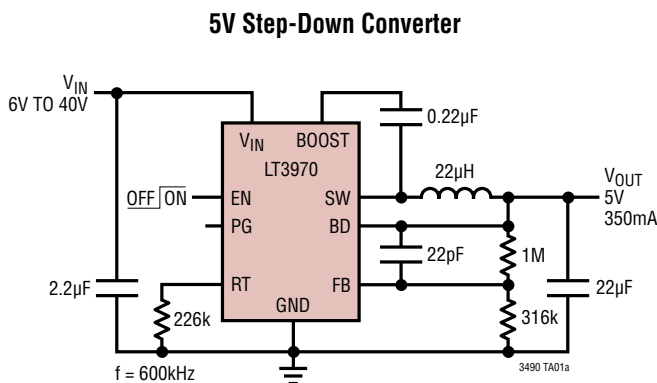 5V Step-Down Converter
VIN
6V TO 40V
VIN
BOOST
0.22µF
LT3970
22µH
VOUT
5V
350mA
OFF ON
EN
SW
PG
BD
22pF
1M
2.2µF
RT
FB
22µF
226k
GND
316k
f = 600kHz
3490 TA01a